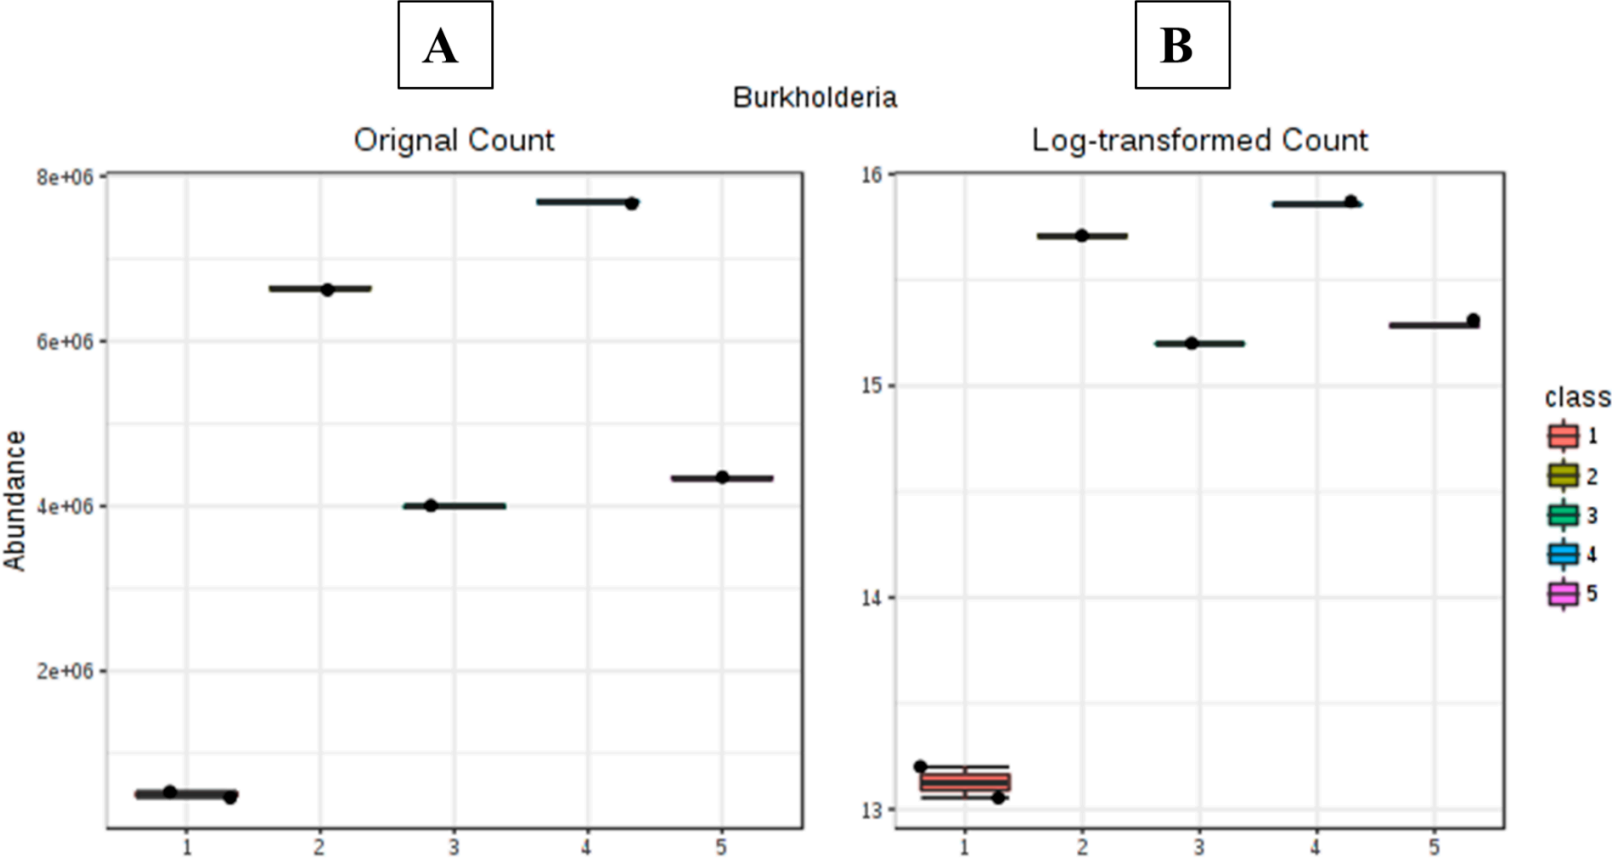 A
B
Burkholderia
Orignal Count
Log-transformed Count
Abundance
8e+06
6e+06
4e+06
2e+06
1 2 3 4 5
16
15
14
13
1 2 3 4 5
class
1
2
3
4
5